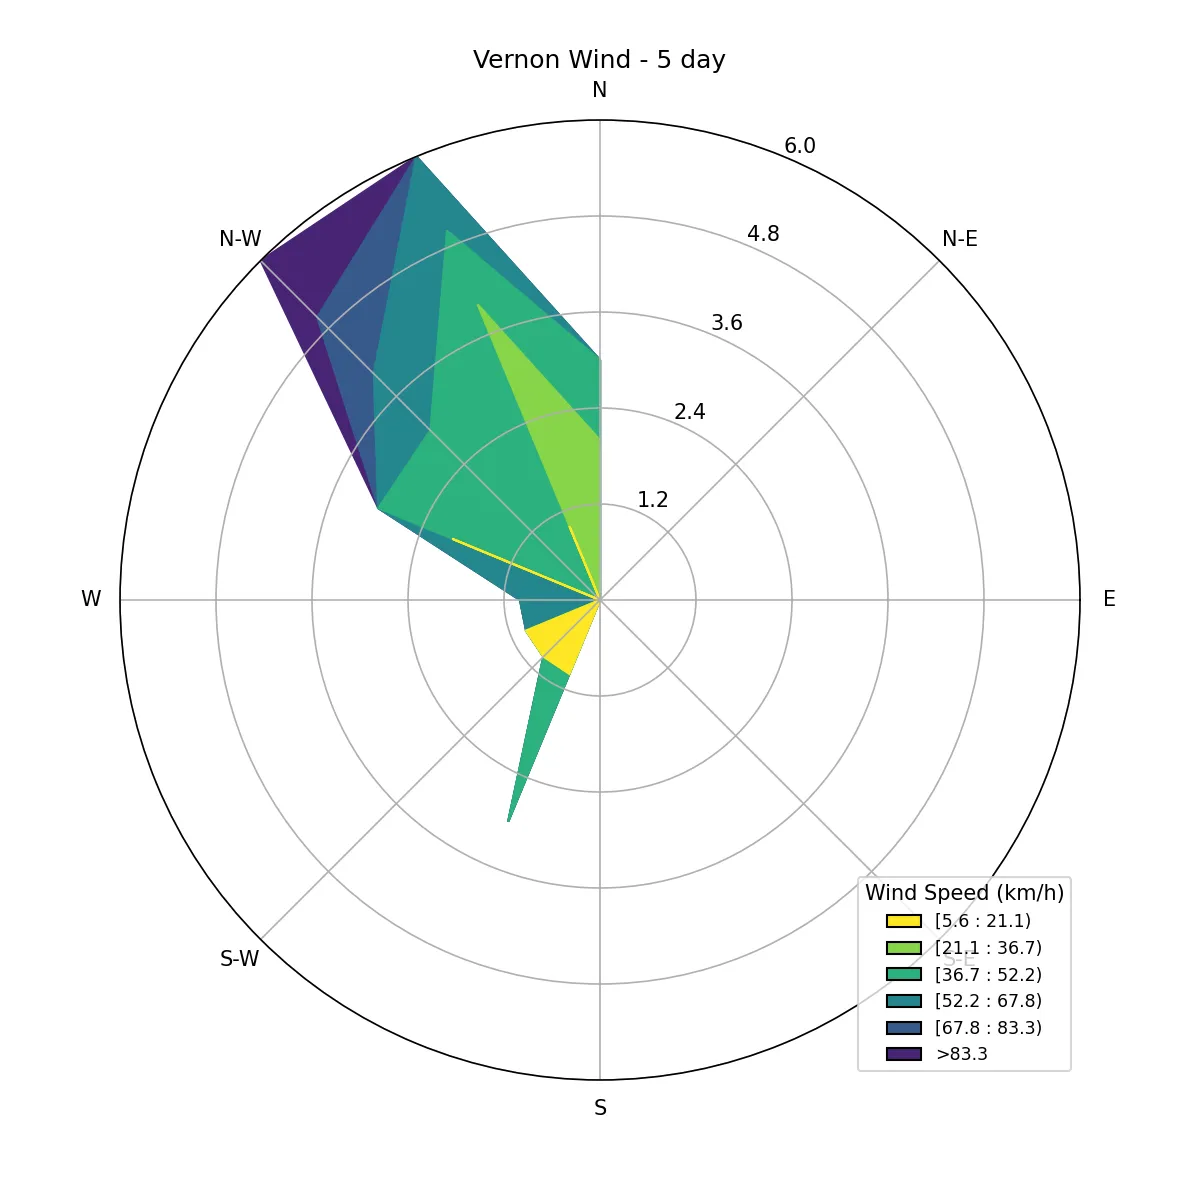 Vernon Wind - 5 day
N
6.0
4.8
N-W
N-E
3.6
2.4
1.2
W
E
Wind Speed (km/h)
[5.6 : 21.1)
[21.1 : 36.7)
[36.7 : 52.2)
[52.2 : 67.8)
[67.8 : 83.3)
>83.3
S-W
S-E
S